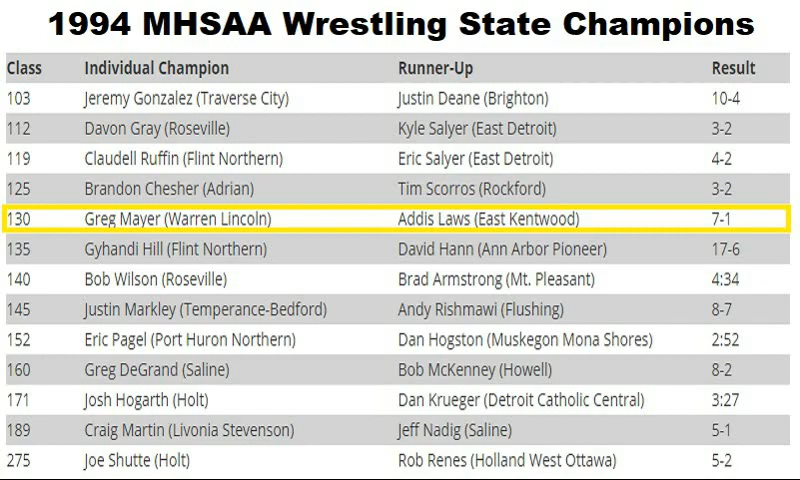 1994 MHSAA Wrestling State Champions
Class Individual Champion Runner-Up Result
103 Jeremy Gonzalez (Traverse City) Justin Deane (Brighton) 10-4
112 Davon Gray (Roseville) Kyle Salyer (East Detroit) 3-2
119 Claudell Ruffin (Flint Northern) Eric Salyer (East Detroit) 4-2
125 Brandon Chesher (Adrian) Tim Scorros (Rockford) 3-2
130 Greg Mayer (Warren Lincoln) Addis Laws (East Kentwood) 7-1
135 Gyhandi Hill (Flint Northern) David Hann (Ann Arbor Pioneer) 17-6
140 Bob Wilson (Roseville) Brad Armstrong (Mt. Pleasant) 4:34
145 Justin Markley (Temperance-Bedford) Andy Rishmawi (Flushing) 8-7
152 Eric Pagel (Port Huron Northern) Dan Hogston (Muskegon Mona Shores) 2:52
160 Greg DeGrand (Saline) Bob McKenney (Howell) 8-2
171 Josh Hogarth (Holt) Dan Krueger (Detroit Catholic Central) 3:27
189 Craig Martin (Livonia Stevenson) Jeff Nadig (Saline) 5-1
275 Joe Shutte (Holt) Rob Renes (Holland West Ottawa) 5-2